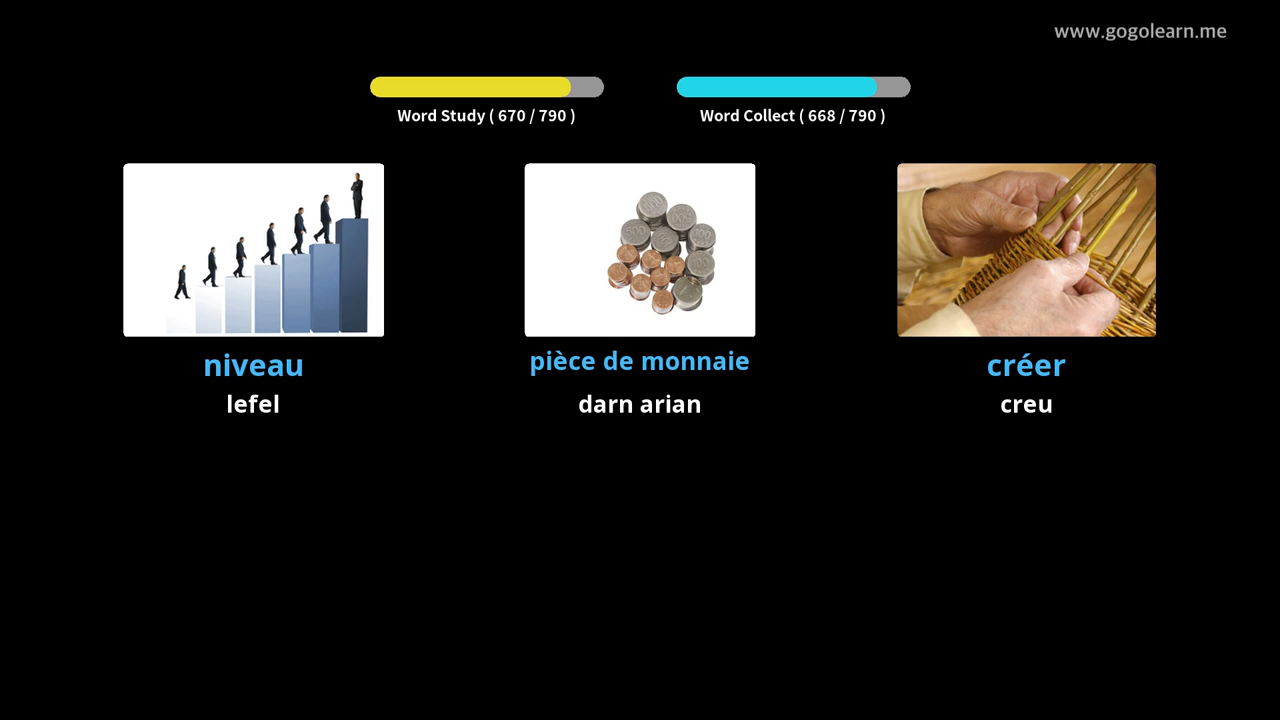 www.gogolearn.me
Word Study ( 670 / 790 )
Word Collect ( 668 / 790 )
niveau
lefel
pièce de monnaie
darn arian
créer
creu